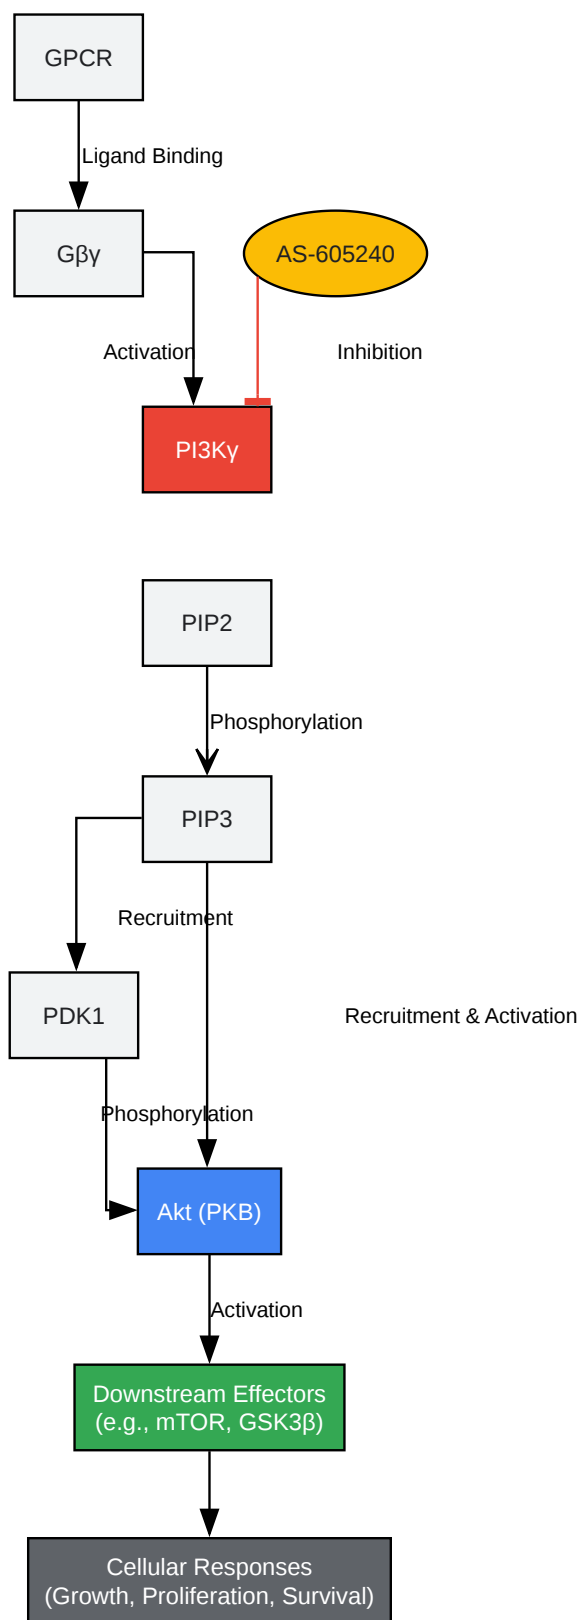 GPCR
Ligand Binding
Gβγ
AS-605240
Activation
Inhibition
PI3Kγ
PIP2
Phosphorylation
PIP3
Recruitment
PDK1
Recruitment & Activation
Phosphorylation
Akt (PKB)
Activation
Downstream Effectors
(e.g., mTOR, GSK3β)
Cellular Responses
(Growth, Proliferation, Survival)